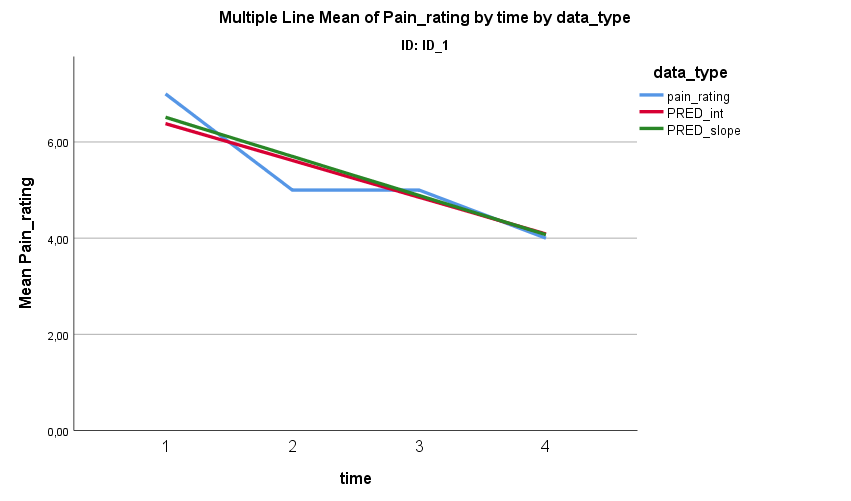 Multiple Line Mean of Pain_rating by time by data_type
ID: ID_1
data_type
pain_rating
PRED_int
PRED_slope
Mean Pain_rating
6,00
4,00
2,00
0,00
1 2 3 4
time